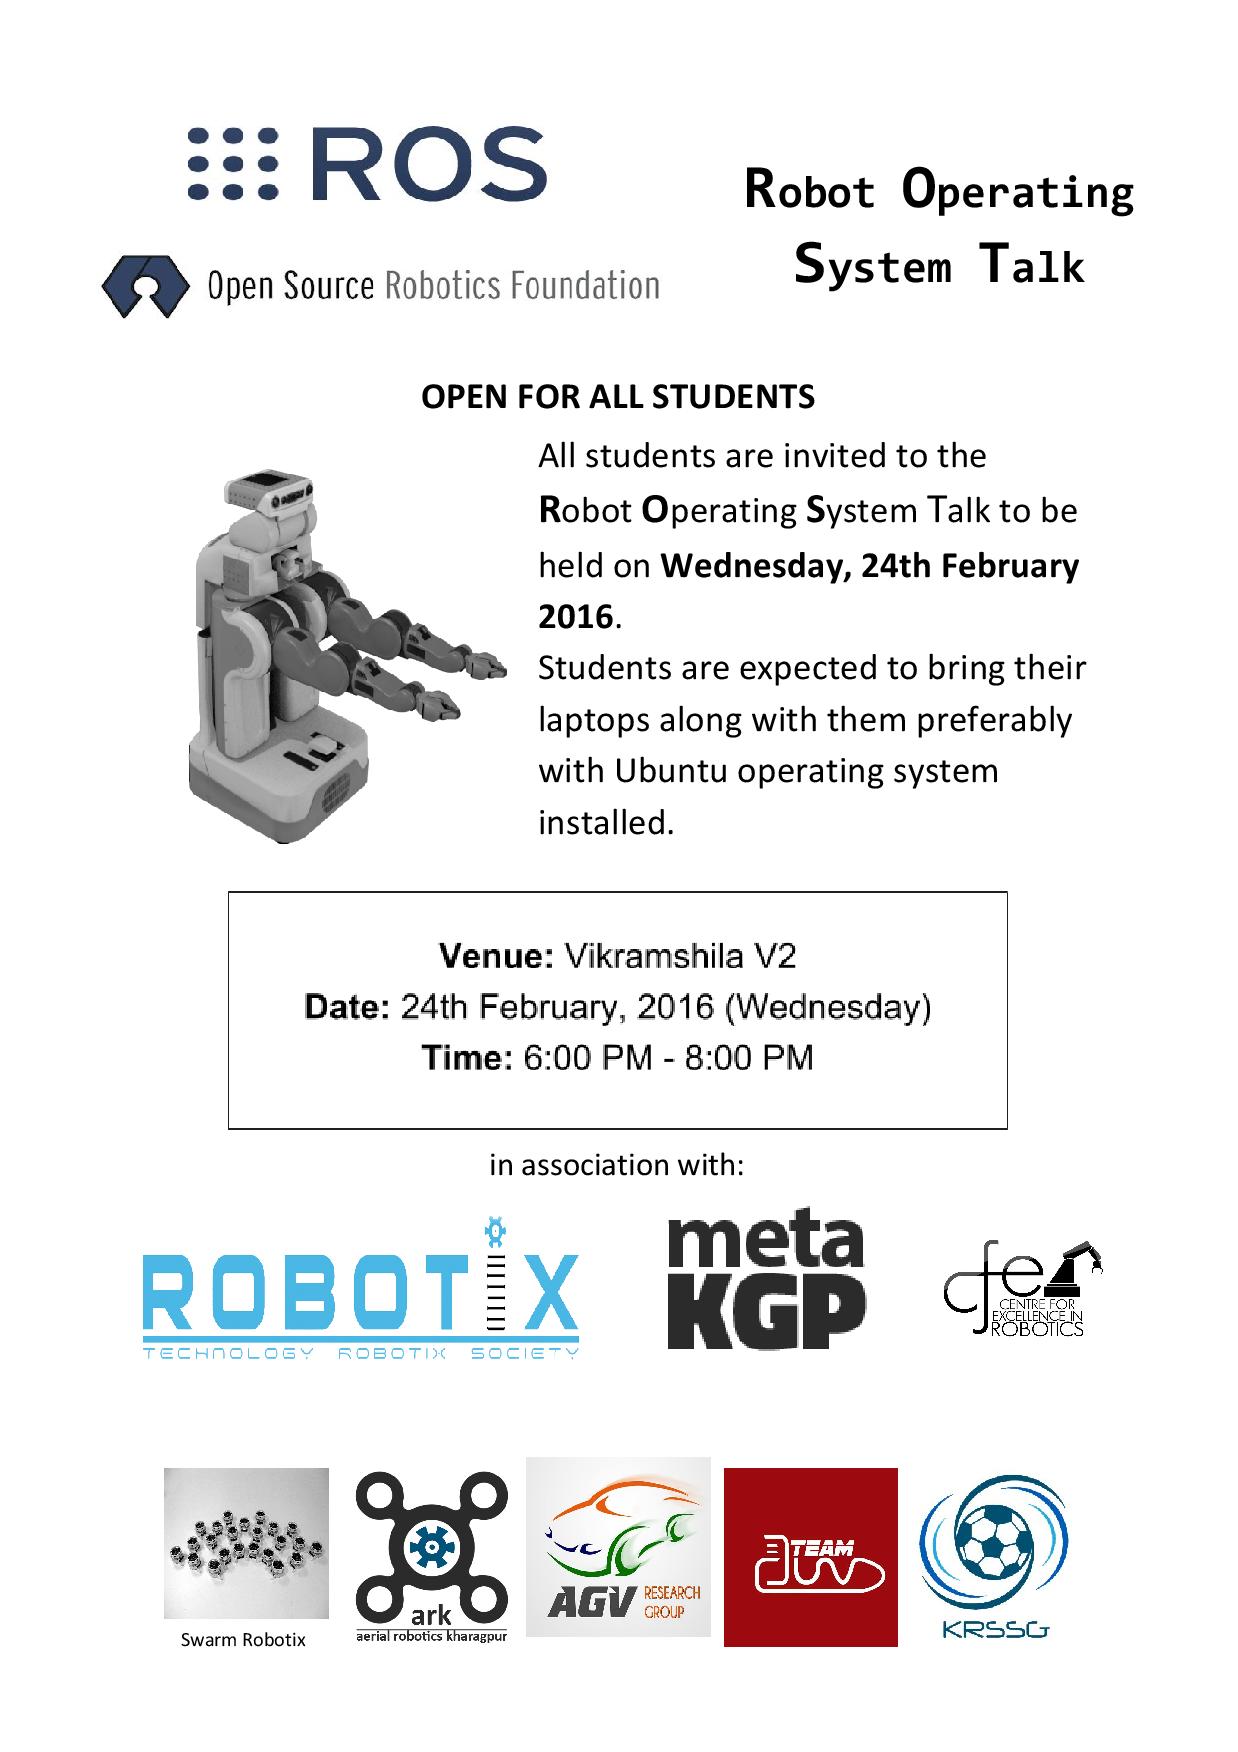 ROS
Open Source Robotics Foundation
Robot Operating
System Talk
OPEN FOR ALL STUDENTS
All students are invited to the
Robot Operating System Talk to be
held on Wednesday, 24th February
2016.
Students are expected to bring their
laptops along with them preferably
with Ubuntu operating system
installed.
Venue: Vikramshila V2
Date: 24th February, 2016 (Wednesday)
Time: 6:00 PM - 8:00 PM
in association with:
ROBOTiX
TECHNOLOGY ROBOTIX SOCIETY
meta
KGP
cfe
CENTRE FOR
EXCELLENCE IN
ROBOTICS
Swarm Robotix
ark
aerial robotics kharagpur
AGV RESEARCH
GROUP
TEAM
AUV
KRSSG